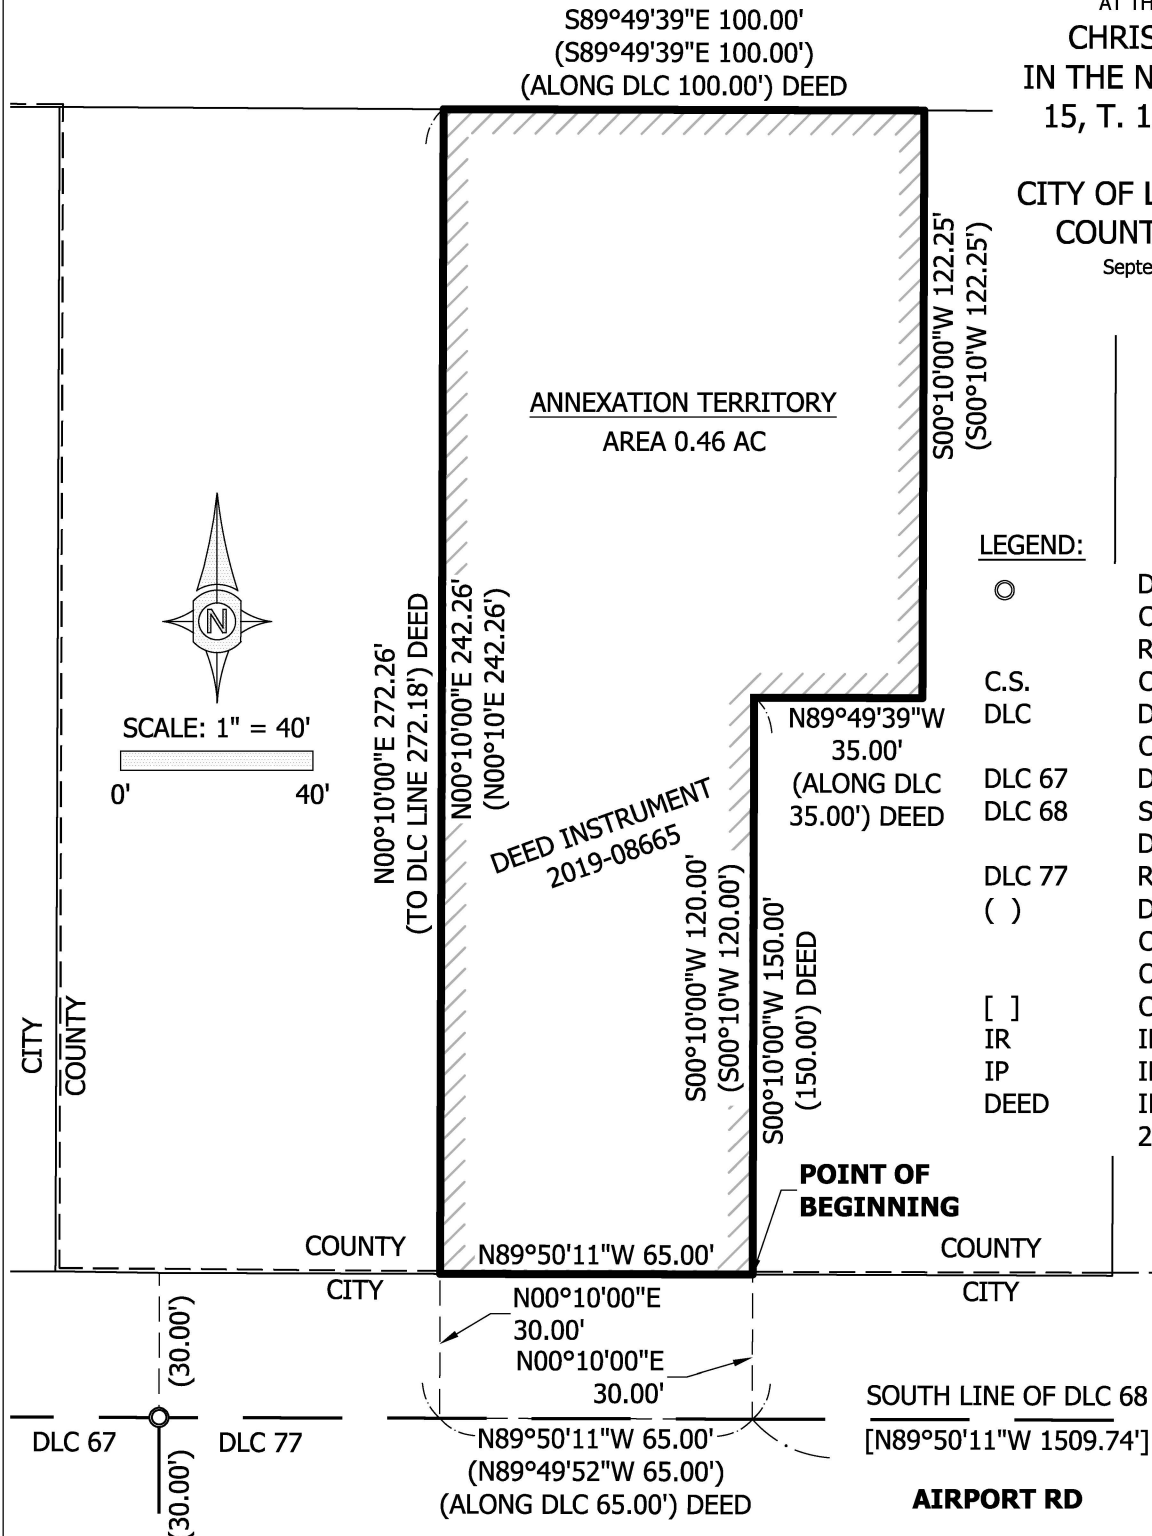 S89°49'39"E 100.00'
(S89°49'39"E 100.00')
(ALONG DLC 100.00') DEED
AT TH
CHRIS
IN THE N
15, T. 1
CITY OF L
COUNT
Septe
S00°10'00"W 122.25'
(S00°10'W 122.25')
ANNEXATION TERRITORY
AREA 0.46 AC
N
SCALE: 1" = 40'
0' 40'
N00°10'00"E 272.26'
(TO DLC LINE 272.18') DEED
N00°10'00"E 242.26'
(N00°10'E 242.26')
N89°49'39"W
35.00'
(ALONG DLC
35.00') DEED
DEED INSTRUMENT
2019-08665
S00°10'00"W 120.00'
(S00°10'W 120.00')
S00°10'00"W 150.00'
(150.00') DEED
LEGEND:
C.S.
DLC
DLC 67
DLC 68
DLC 77
( )
[ ]
IR
IP
DEED
CITY
COUNTY
POINT OF
BEGINNING
COUNTY
CITY
N89°50'11"W 65.00'
COUNTY
CITY
N00°10'00"E
30.00'
N00°10'00"E
30.00'
(30.00')
(30.00')
DLC 67
DLC 77
N89°50'11"W 65.00'
(N89°49'52"W 65.00')
(ALONG DLC 65.00') DEED
SOUTH LINE OF DLC 68
[N89°50'11"W 1509.74']
AIRPORT RD